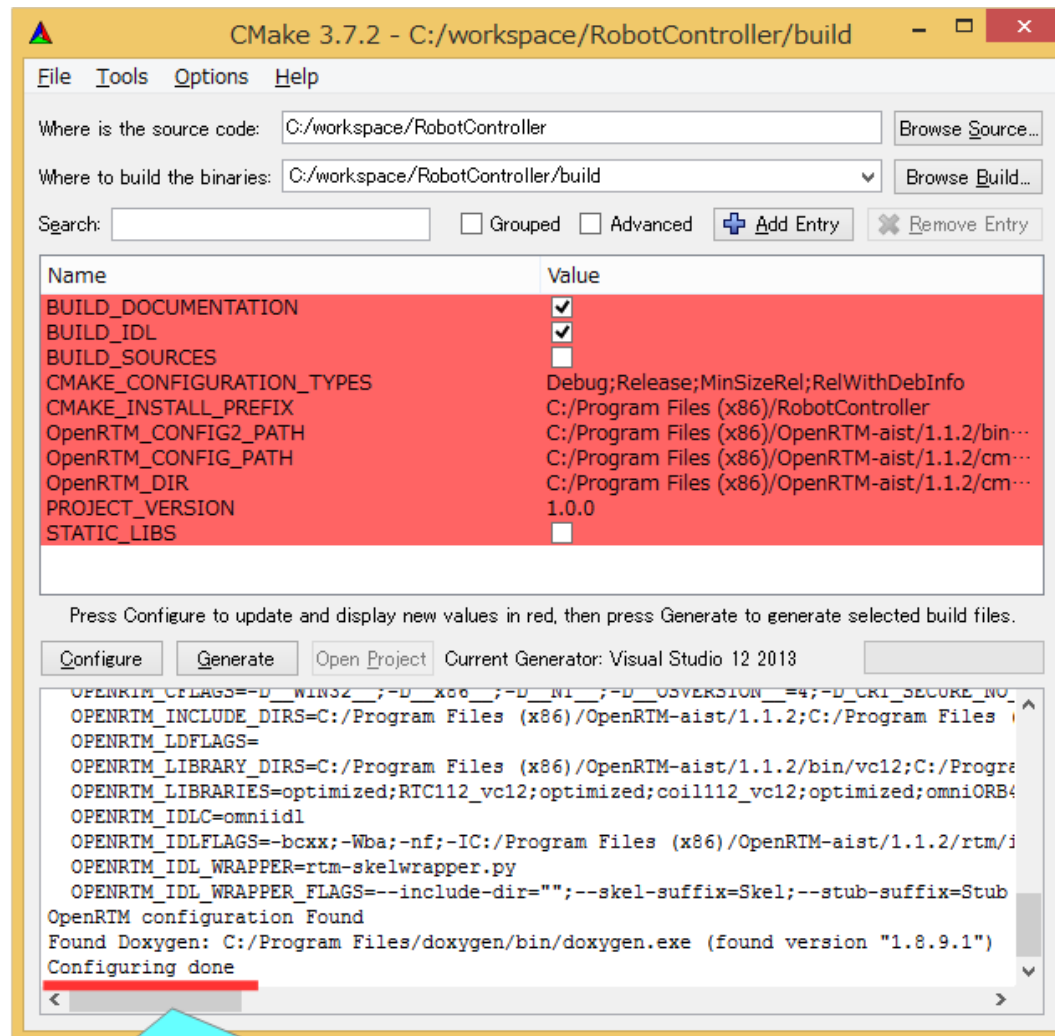 CMake 3.7.2 - C:/workspace/RobotController/build
File Tools Options Help
Where is the source code: C:/workspace/RobotController Browse Source...
Where to build the binaries: C:/workspace/RobotController/build Browse Build...
Search: Grouped Advanced Add Entry Remove Entry
Name Value
BUILD_DOCUMENTATION
BUILD_IDL
BUILD_SOURCES
CMAKE_CONFIGURATION_TYPES Debug;Release;MinSizeRel;RelWithDebInfo
CMAKE_INSTALL_PREFIX C:/Program Files (x86)/RobotController
OpenRTM_CONFIG2_PATH C:/Program Files (x86)/OpenRTM-aist/1.1.2/bin···
OpenRTM_CONFIG_PATH C:/Program Files (x86)/OpenRTM-aist/1.1.2/cm···
OpenRTM_DIR C:/Program Files (x86)/OpenRTM-aist/1.1.2/cm···
PROJECT_VERSION 1.0.0
STATIC_LIBS
Press Configure to update and display new values in red, then press Generate to generate selected build files.
Configure Generate Open Project Current Generator: Visual Studio 12 2013
OPENRTM_CFLAGS=-D__WIN32__;-D__x86__;-D__NT__;-D__OSVERSION__=4;-D_CRT_SECURE_NO_
OPENRTM_INCLUDE_DIRS=C:/Program Files (x86)/OpenRTM-aist/1.1.2;C:/Program Files (
OPENRTM_LDFLAGS=
OPENRTM_LIBRARY_DIRS=C:/Program Files (x86)/OpenRTM-aist/1.1.2/bin/vc12;C:/Progra
OPENRTM_LIBRARIES=optimized;RTC112_vc12;optimized;coil112_vc12;optimized;omniORB4
OPENRTM_IDLC=omniidl
OPENRTM_IDLFLAGS=-bcxx;-Wba;-nf;-IC:/Program Files (x86)/OpenRTM-aist/1.1.2/rtm/i
OPENRTM_IDL_WRAPPER=rtm-skelwrapper.py
OPENRTM_IDL_WRAPPER_FLAGS=--include-dir="";--skel-suffix=Skel;--stub-suffix=Stub
OpenRTM configuration Found
Found Doxygen: C:/Program Files/doxygen/bin/doxygen.exe (found version "1.8.9.1")
Configuring done